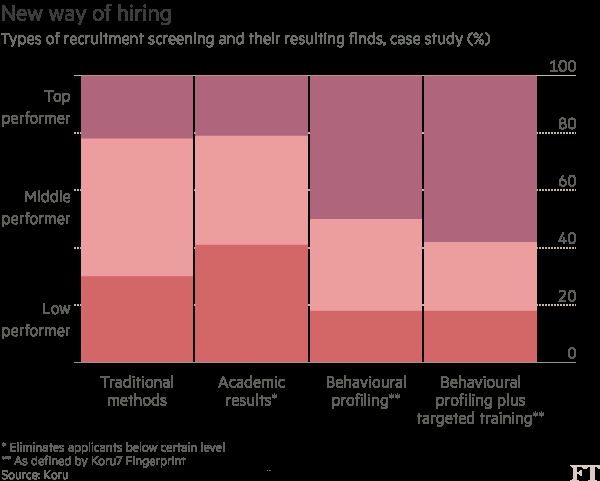 New way of hiring
Types of recruitment screening and their resulting finds, case study (%)
100
Top
performer
80
60
Middle
performer
40
20
Low
performer
0
Traditional
methods
Academic
results*
Behavioural
profiling**
Behavioural
profiling plus
targeted training**
* Eliminates applicants below certain level
** As defined by Koru7 Fingerprint
Source: Koru
FT